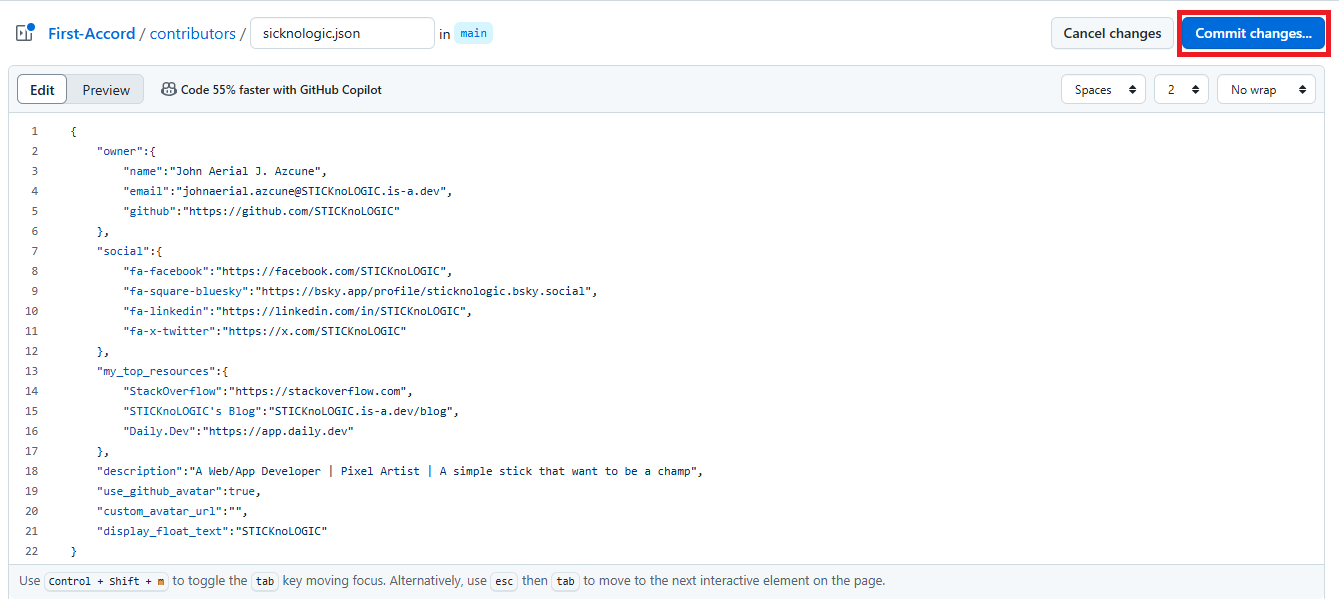 First-Accord / contributors / sicknologic.json in main Cancel changes Commit changes...
Edit Preview Code 55% faster with GitHub Copilot Spaces 2 No wrap
1 {
2 "owner":{
3 "name":"John Aerial J. Azcune",
4 "email":"johnaerial.azcune@STICKnoLOGIC.is-a.dev",
5 "github":"https://github.com/STICKnoLOGIC"
6 },
7 "social":{
8 "fa-facebook":"https://facebook.com/STICKnoLOGIC",
9 "fa-square-bluesky":"https://bsky.app/profile/sticknologic.bsky.social",
10 "fa-linkedin":"https://linkedin.com/in/STICKnoLOGIC",
11 "fa-x-twitter":"https://x.com/STICKnoLOGIC"
12 },
13 "my_top_resources":{
14 "StackOverflow":"https://stackoverflow.com",
15 "STICKnoLOGIC's Blog":"STICKnoLOGIC.is-a.dev/blog",
16 "Daily.Dev":"https://app.daily.dev"
17 },
18 "description":"A Web/App Developer | Pixel Artist | A simple stick that want to be a champ",
19 "use_github_avatar":true,
20 "custom_avatar_url":"",
21 "display_float_text":"STICKnoLOGIC"
22 }
Use Control + Shift + m to toggle the tab key moving focus. Alternatively, use esc then tab to move to the next interactive element on the page.